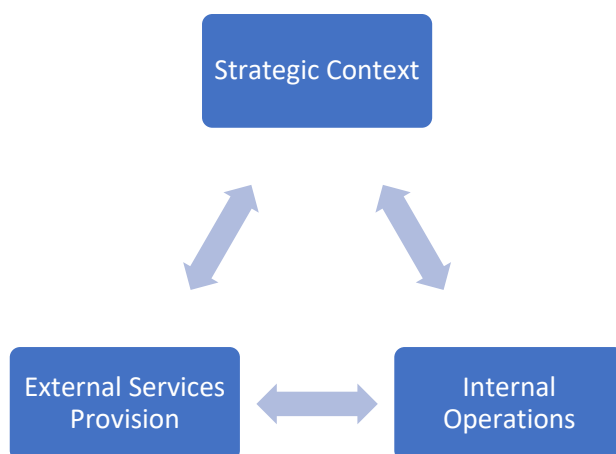 Strategic Context
External Services
Provision
Internal
Operations